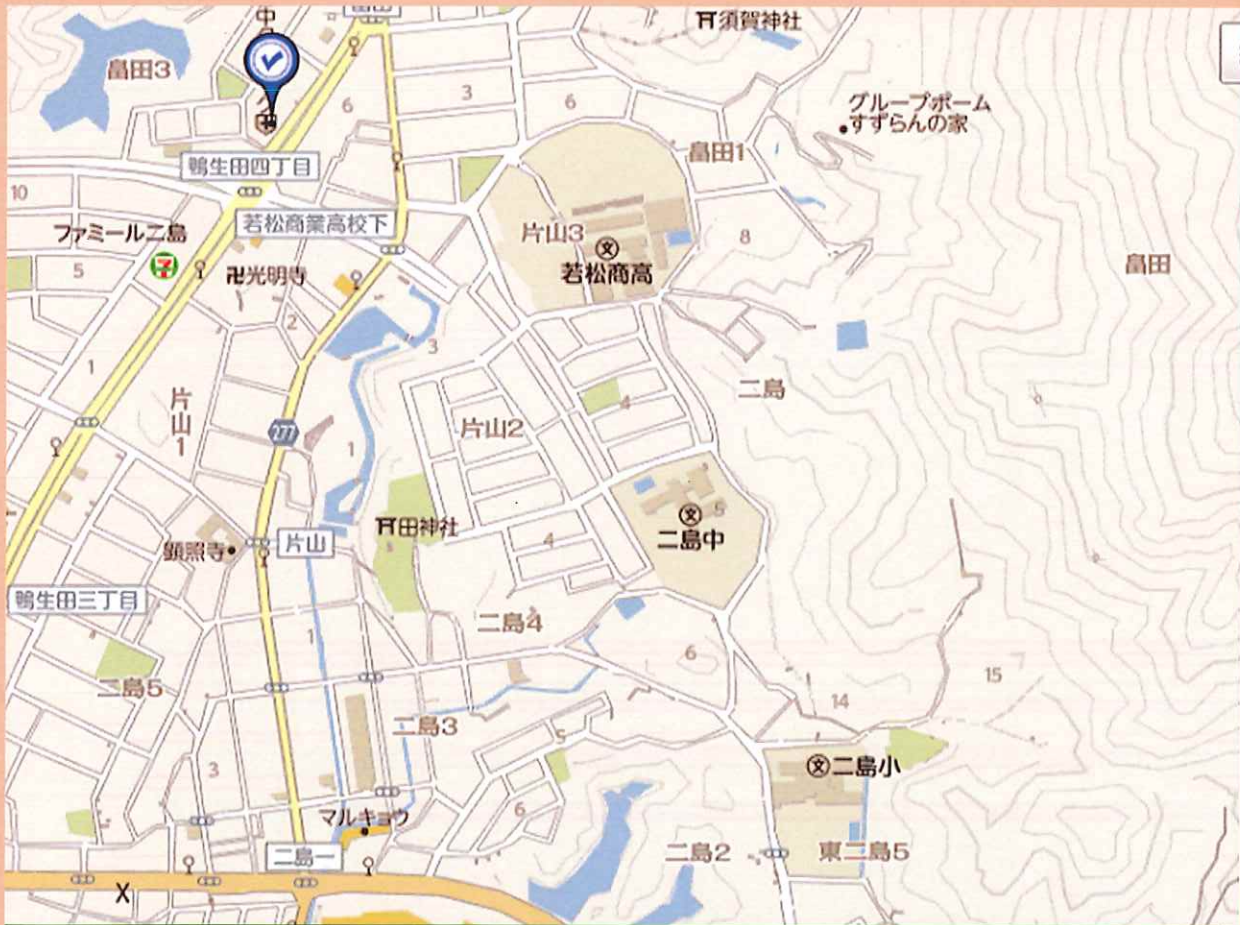 須賀神社
畠田3
3
6
6
グループホーム
すずらんの家
畠田1
鴨生田四丁目
10
若松商業高校下
片山3
8
ファミール二島
若松商高
5
卍光明寺
畠田
2
3
1
二島
4
片山1
片山2
277
1
5
田神社
二島中
片山
4
顕照寺
鴨生田三丁目
二島4
1
6
二島5
15
14
二島3
5
3
二島小
6
マルキョウ
二島一
二島2
東二島5
X